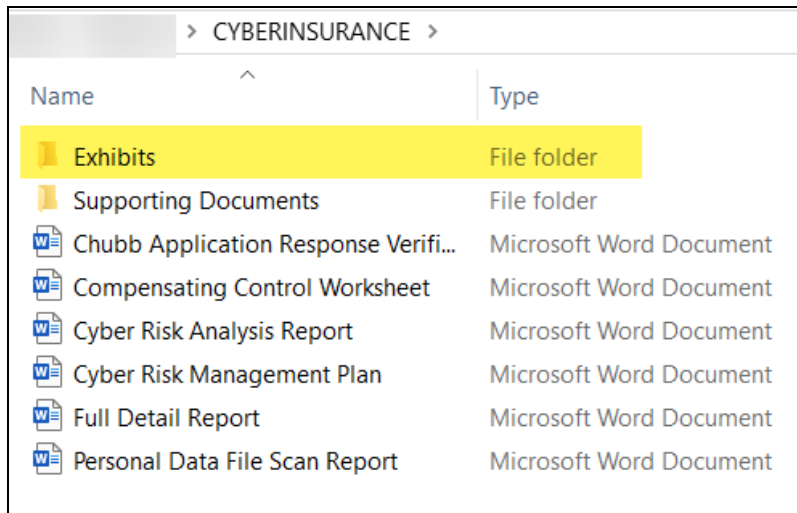 > CYBERINSURANCE >
Name Type
Exhibits File folder
Supporting Documents File folder
Chubb Application Response Verifi... Microsoft Word Document
Compensating Control Worksheet Microsoft Word Document
Cyber Risk Analysis Report Microsoft Word Document
Cyber Risk Management Plan Microsoft Word Document
Full Detail Report Microsoft Word Document
Personal Data File Scan Report Microsoft Word Document